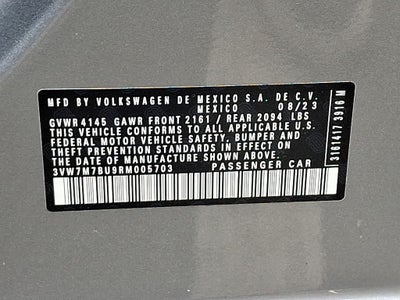 MFD BY VOLKSWAGEN DE MEXICO S.A. DE C.V.
MEXICO 08/23
GVWR 4145 GAWR FRONT 2161 / REAR 2094 LBS
THIS VEHICLE CONFORMS TO ALL APPLICABLE U.S.
FEDERAL MOTOR VEHICLE SAFETY, BUMPER AND
THEFT PREVENTION STANDARDS IN EFFECT ON
THE DATE OF MANUFACTURE SHOWN ABOVE
3VW7M7BU9RM005703 PASSENGER CAR
3181417 3916 M